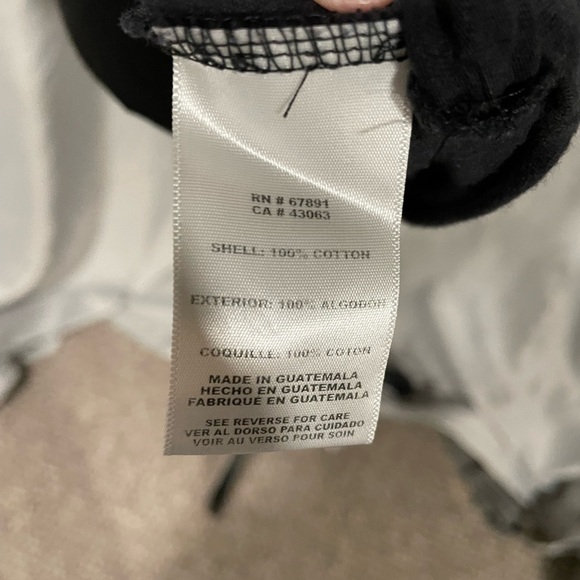 RN # 67891
CA # 43063
SHELL: 100% COTTON
EXTERIOR: 100% ALGODON
COQUILLE: 100% COTON
MADE IN GUATEMALA
HECHO EN GUATEMALA
FABRIQUE EN GUATEMALA
SEE REVERSE FOR CARE
VER AL DORSO PARA CUIDADO
VOIR AU VERSO POUR SOIN